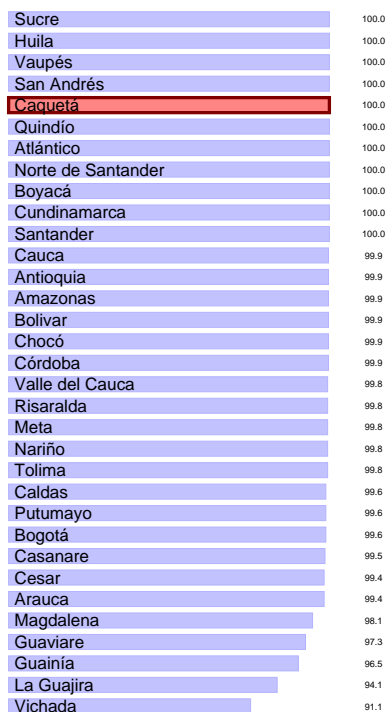 Sucre 100.0
Huila 100.0
Vaupés 100.0
San Andrés 100.0
Caquetá 100.0
Quindío 100.0
Atlántico 100.0
Norte de Santander 100.0
Boyacá 100.0
Cundinamarca 100.0
Santander 100.0
Cauca 99.9
Antioquia 99.9
Amazonas 99.9
Bolivar 99.9
Chocó 99.9
Córdoba 99.9
Valle del Cauca 99.8
Risaralda 99.8
Meta 99.8
Nariño 99.8
Tolima 99.8
Caldas 99.6
Putumayo 99.6
Bogotá 99.6
Casanare 99.5
Cesar 99.4
Arauca 99.4
Magdalena 98.1
Guaviare 97.3
Guainía 96.5
La Guajira 94.1
Vichada 91.1